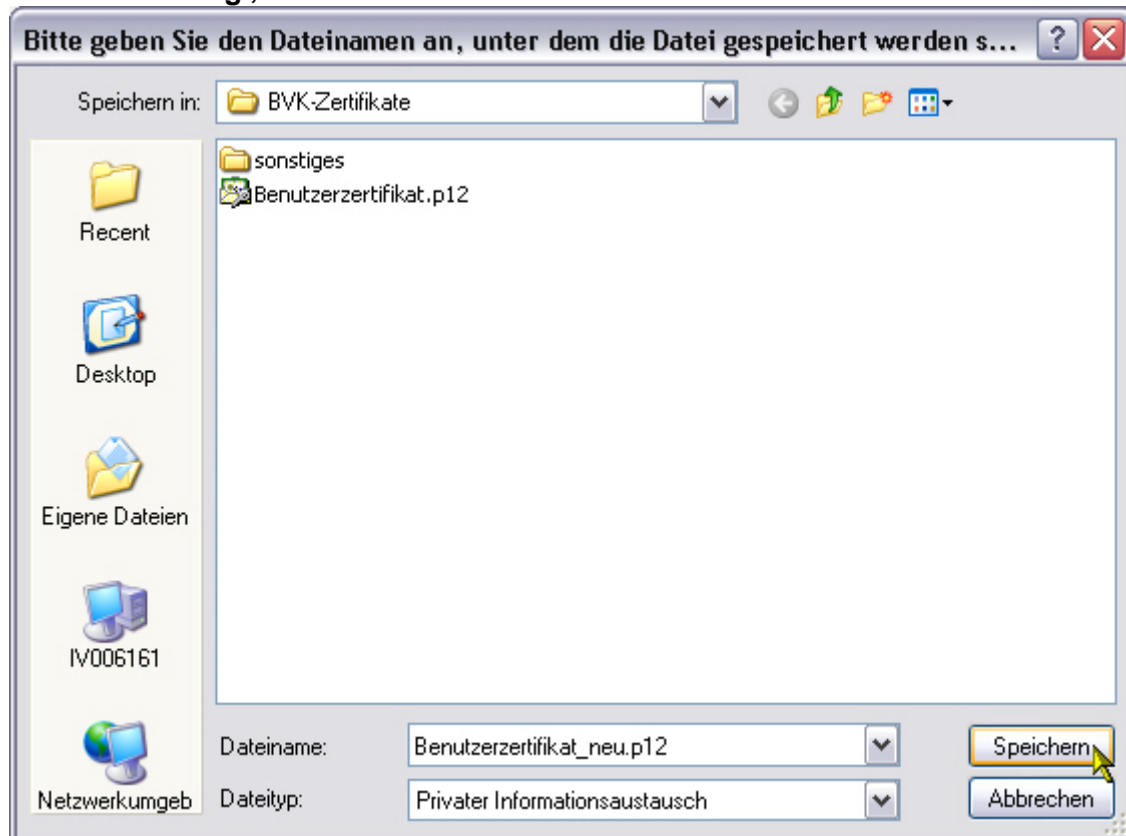 Bitte geben Sie den Dateinamen an, unter dem die Datei gespeichert werden s...
Speichern in:
BVK-Zertifikate
sonstiges
Benutzerzertifikat.p12
Recent
Desktop
Eigene Dateien
IV006161
Netzwerkumgeb
Dateiname:
Benutzerzertifikat_neu.p12
Speichern
Dateityp:
Privater Informationsaustausch
Abbrechen